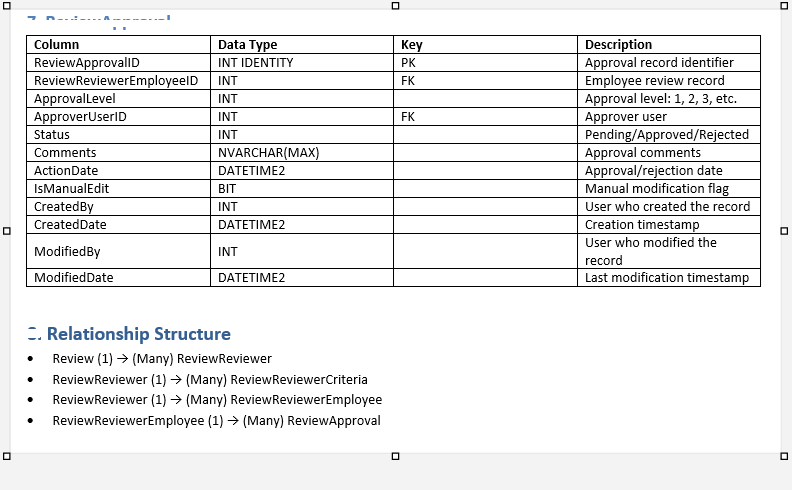 7. ReviewApproval
Column Data Type Key Description
ReviewApprovalID INT IDENTITY PK Approval record identifier
ReviewReviewerEmployeeID INT FK Employee review record
ApprovalLevel INT Approval level: 1, 2, 3, etc.
ApproverUserID INT FK Approver user
Status INT Pending/Approved/Rejected
Comments NVARCHAR(MAX) Approval comments
ActionDate DATETIME2 Approval/rejection date
IsManualEdit BIT Manual modification flag
CreatedBy INT User who created the record
CreatedDate DATETIME2 Creation timestamp
ModifiedBy INT User who modified the
record
ModifiedDate DATETIME2 Last modification timestamp
Relationship Structure
• Review (1) → (Many) ReviewReviewer
• ReviewReviewer (1) → (Many) ReviewReviewerCriteria
• ReviewReviewer (1) → (Many) ReviewReviewerEmployee
• ReviewReviewerEmployee (1) → (Many) ReviewApproval